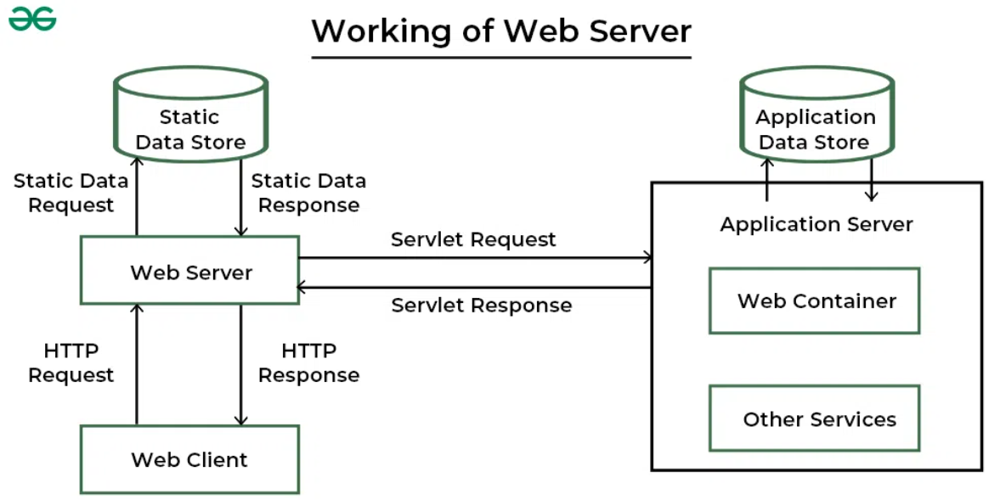 Working of Web Server
Static
Data Store
Application
Data Store
Static Data
Request
Static Data
Response
Application Server
Servlet Request
Web Server
Servlet Response
Web Container
HTTP
Request
HTTP
Response
Other Services
Web Client